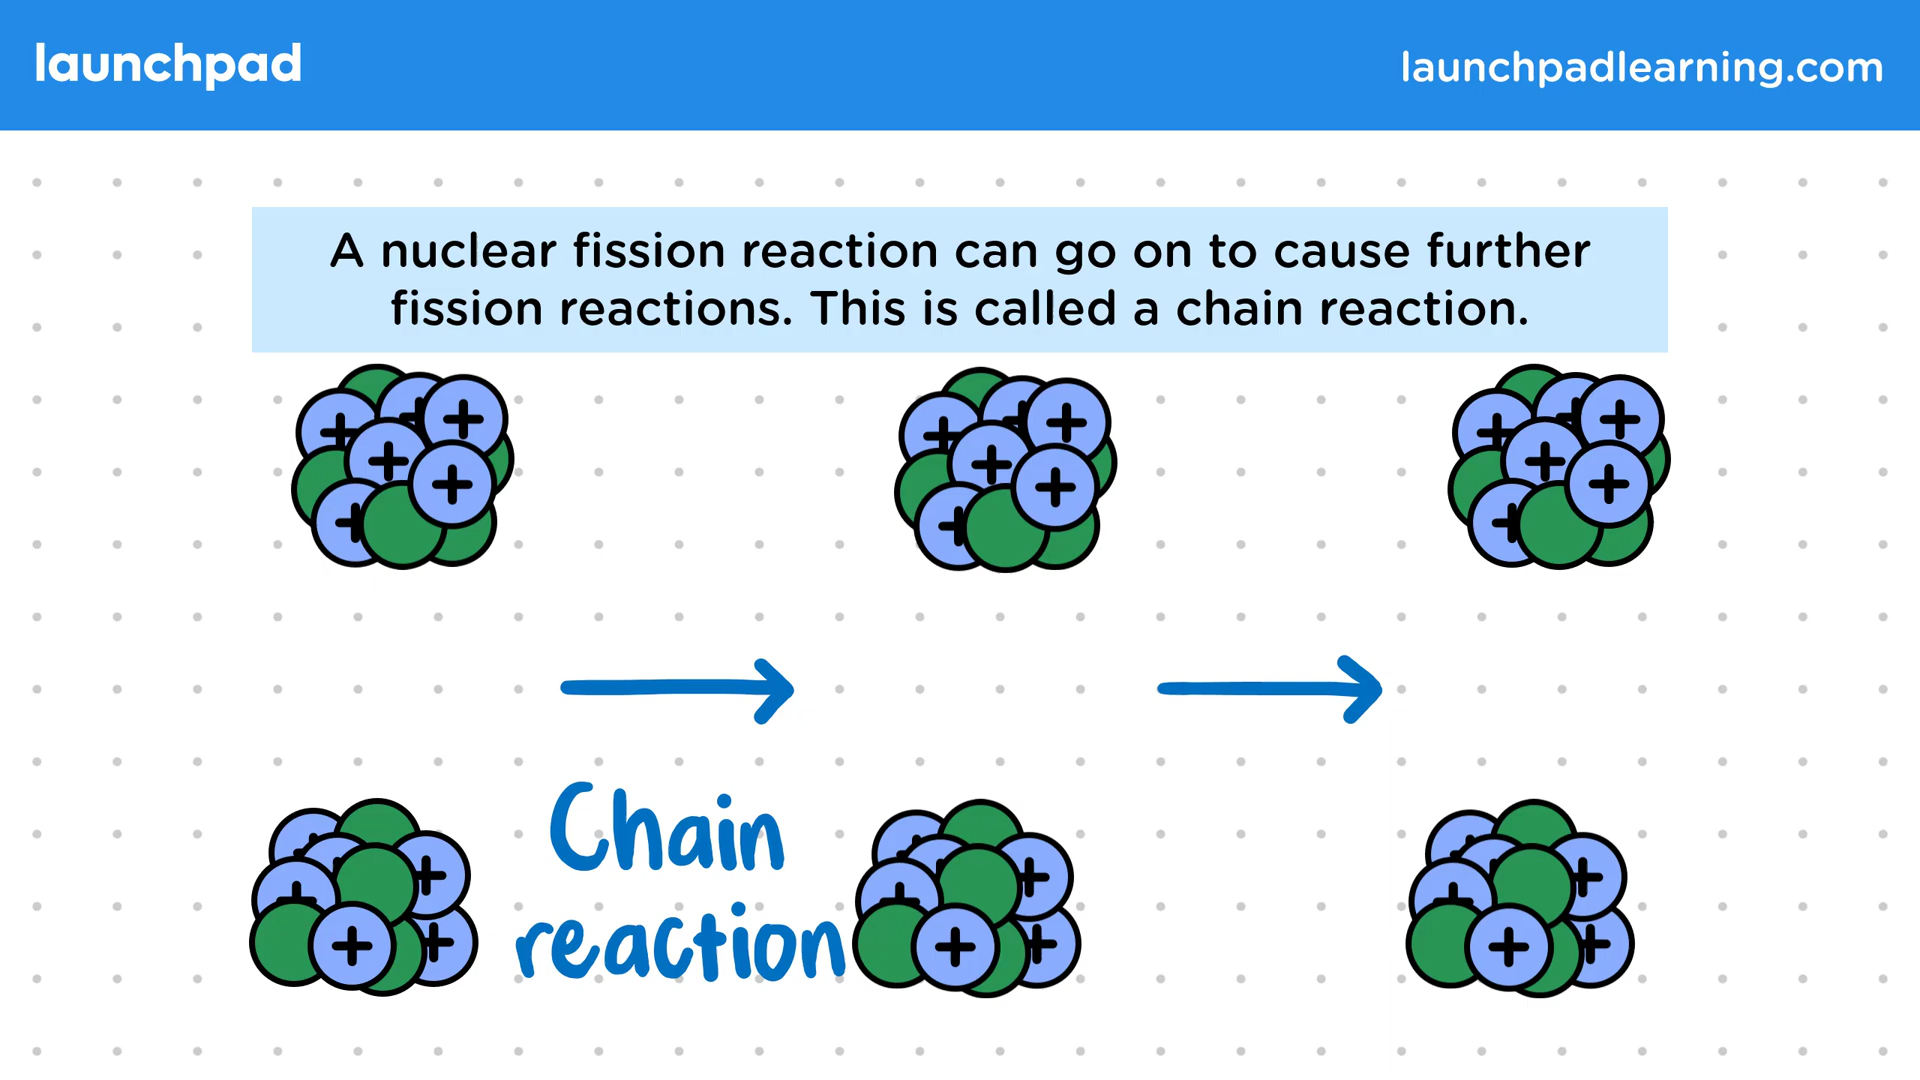 launchpad
launchpadlearning.com
A nuclear fission reaction can go on to cause further
fission reactions. This is called a chain reaction.
Chain
reaction